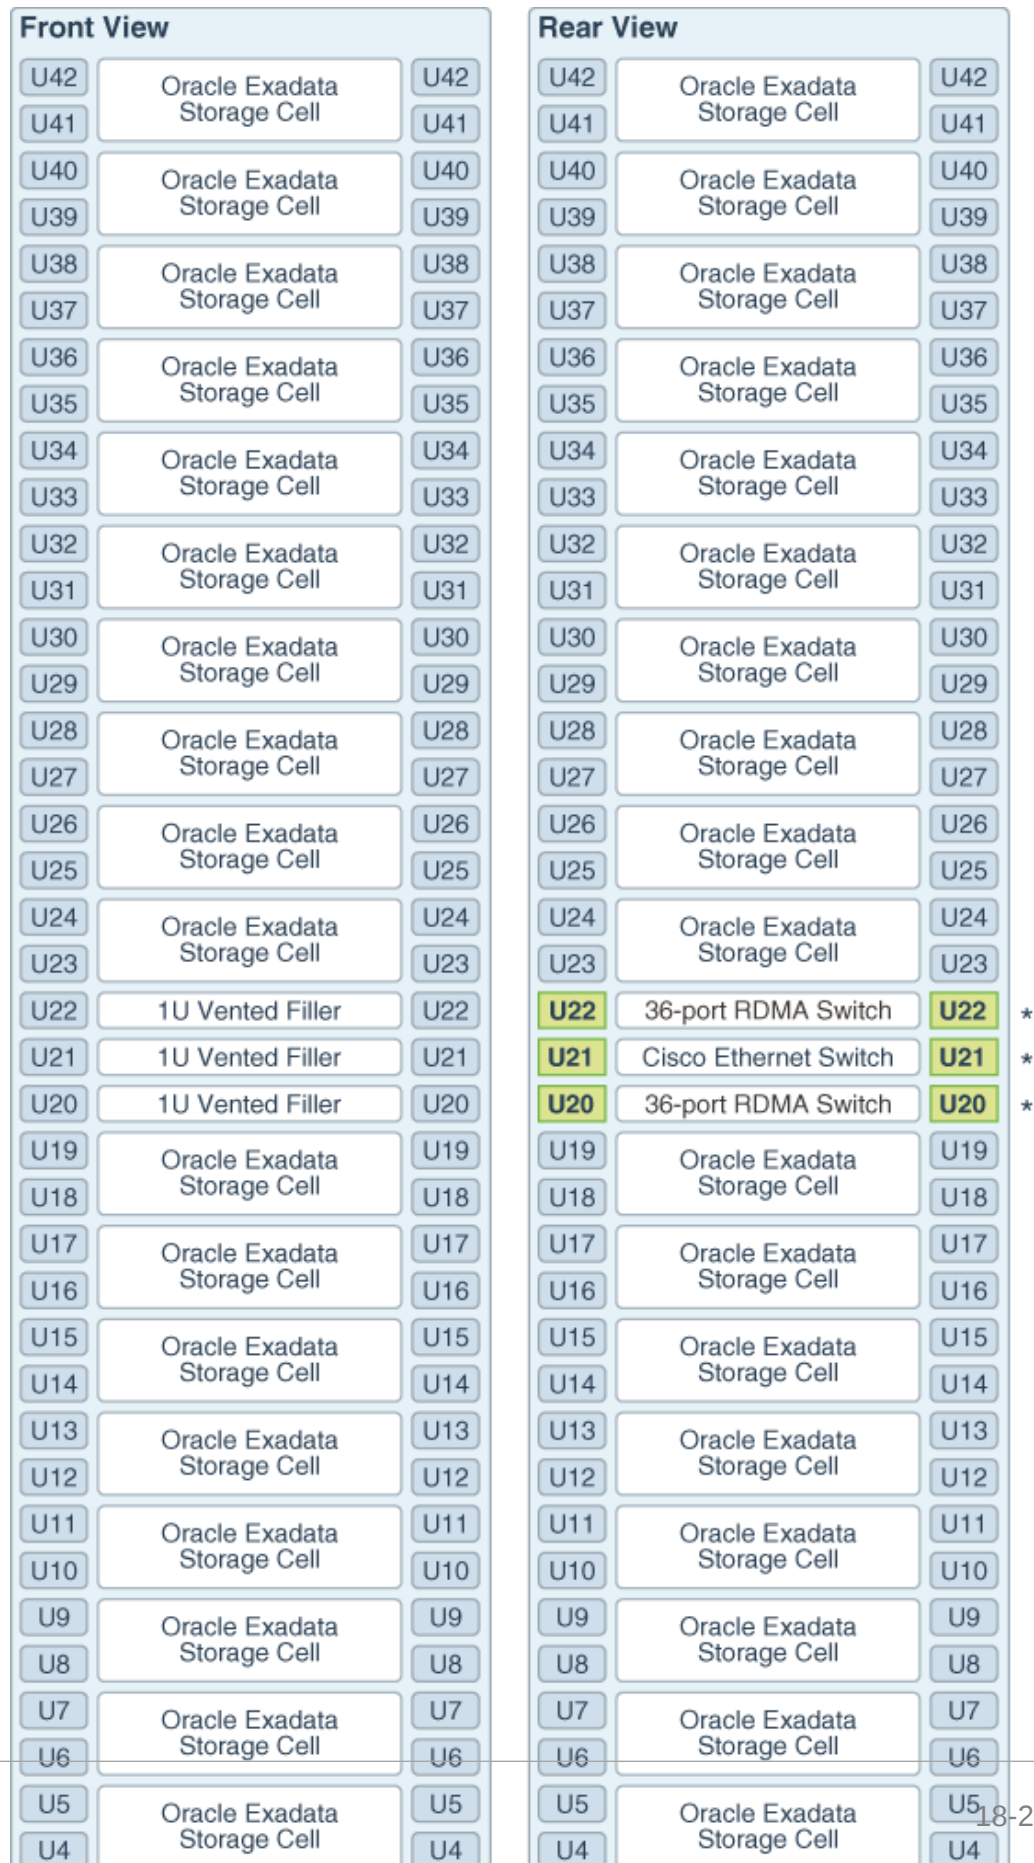 Front View
U42 Oracle Exadata U42
Storage Cell
U41 U41
U40 Oracle Exadata U40
Storage Cell
U39 U39
U38 Oracle Exadata U38
Storage Cell
U37 U37
U36 Oracle Exadata U36
Storage Cell
U35 U35
U34 Oracle Exadata U34
Storage Cell
U33 U33
U32 Oracle Exadata U32
Storage Cell
U31 U31
U30 Oracle Exadata U30
Storage Cell
U29 U29
U28 Oracle Exadata U28
Storage Cell
U27 U27
U26 Oracle Exadata U26
Storage Cell
U25 U25
U24 Oracle Exadata U24
Storage Cell
U23 U23
U22 1U Vented Filler U22
U21 1U Vented Filler U21
U20 1U Vented Filler U20
U19 Oracle Exadata U19
Storage Cell
U18 U18
U17 Oracle Exadata U17
Storage Cell
U16 U16
U15 Oracle Exadata U15
Storage Cell
U14 U14
U13 Oracle Exadata U13
Storage Cell
U12 U12
U11 Oracle Exadata U11
Storage Cell
U10 U10
U9 Oracle Exadata U9
Storage Cell
U8 U8
U7 Oracle Exadata U7
Storage Cell
U6 U6
U5 Oracle Exadata U5
Storage Cell
U4 U4
Rear View
U42 Oracle Exadata U42
Storage Cell
U41 U41
U40 Oracle Exadata U40
Storage Cell
U39 U39
U38 Oracle Exadata U38
Storage Cell
U37 U37
U36 Oracle Exadata U36
Storage Cell
U35 U35
U34 Oracle Exadata U34
Storage Cell
U33 U33
U32 Oracle Exadata U32
Storage Cell
U31 U31
U30 Oracle Exadata U30
Storage Cell
U29 U29
U28 Oracle Exadata U28
Storage Cell
U27 U27
U26 Oracle Exadata U26
Storage Cell
U25 U25
U24 Oracle Exadata U24
Storage Cell
U23 U23
U22 36-port RDMA Switch U22 *
U21 Cisco Ethernet Switch U21 *
U20 36-port RDMA Switch U20 *
U19 Oracle Exadata U19
Storage Cell
U18 U18
U17 Oracle Exadata U17
Storage Cell
U16 U16
U15 Oracle Exadata U15
Storage Cell
U14 U14
U13 Oracle Exadata U13
Storage Cell
U12 U12
U11 Oracle Exadata U11
Storage Cell
U10 U10
U9 Oracle Exadata U9
Storage Cell
U8 U8
U7 Oracle Exadata U7
Storage Cell
U6 U6
U5 Oracle Exadata U5
Storage Cell
U4 U4
18-2